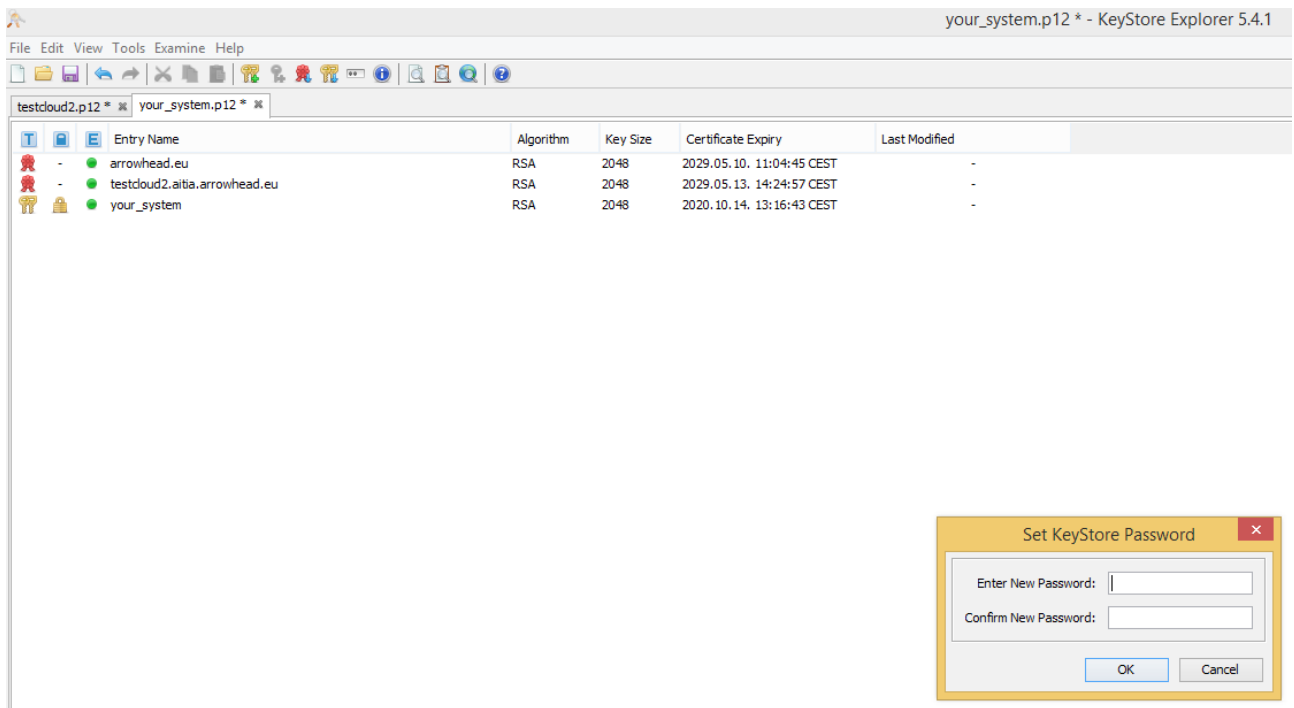 your_system.p12 * - KeyStore Explorer 5.4.1
File Edit View Tools Examine Help
testcloud2.p12 * your_system.p12 *
T E Entry Name Algorithm Key Size Certificate Expiry Last Modified
- arrowhead.eu RSA 2048 2029.05.10. 11:04:45 CEST -
- testcloud2.aitia.arrowhead.eu RSA 2048 2029.05.13. 14:24:57 CEST -
your_system RSA 2048 2020.10.14. 13:16:43 CEST -
Set KeyStore Password
Enter New Password:
Confirm New Password:
OK Cancel